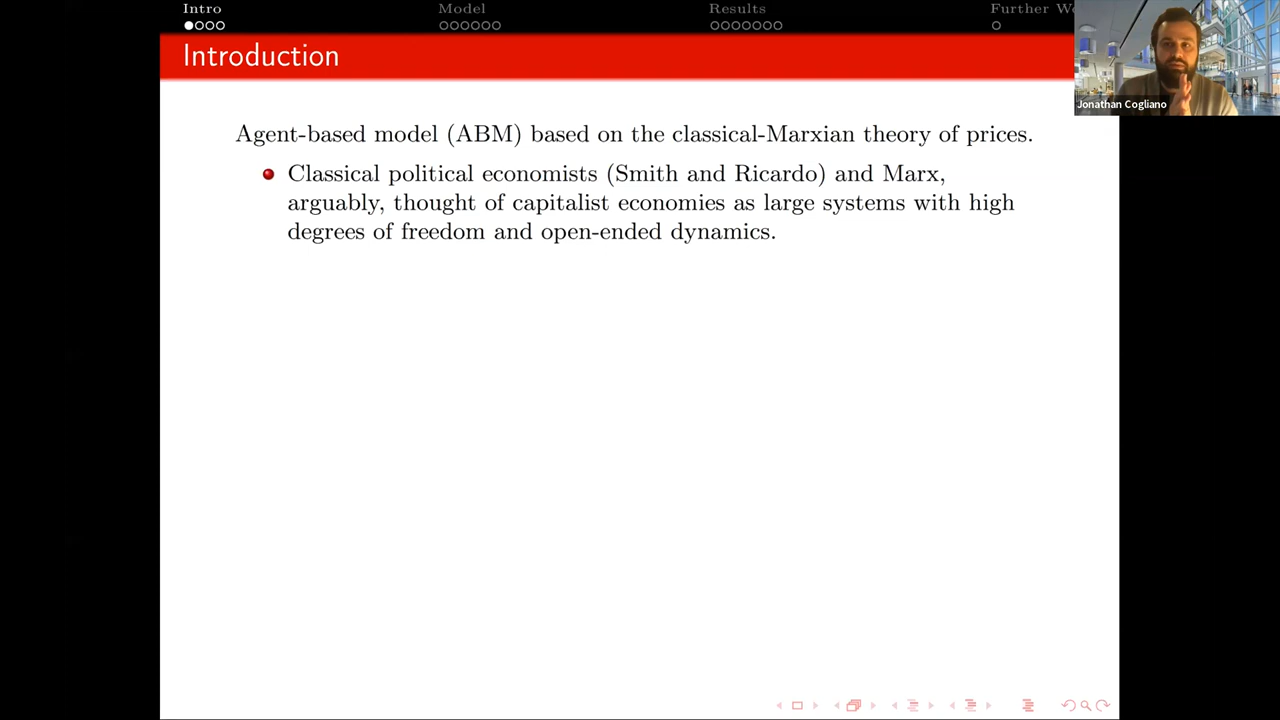 Intro
Model
Results
Further
Introduction
Jonathan Cogliano
Agent-based model (ABM) based on the classical-Marxian theory of prices.
Classical political economists (Smith and Ricardo) and Marx,
arguably, thought of capitalist economies as large systems with high
degrees of freedom and open-ended dynamics.